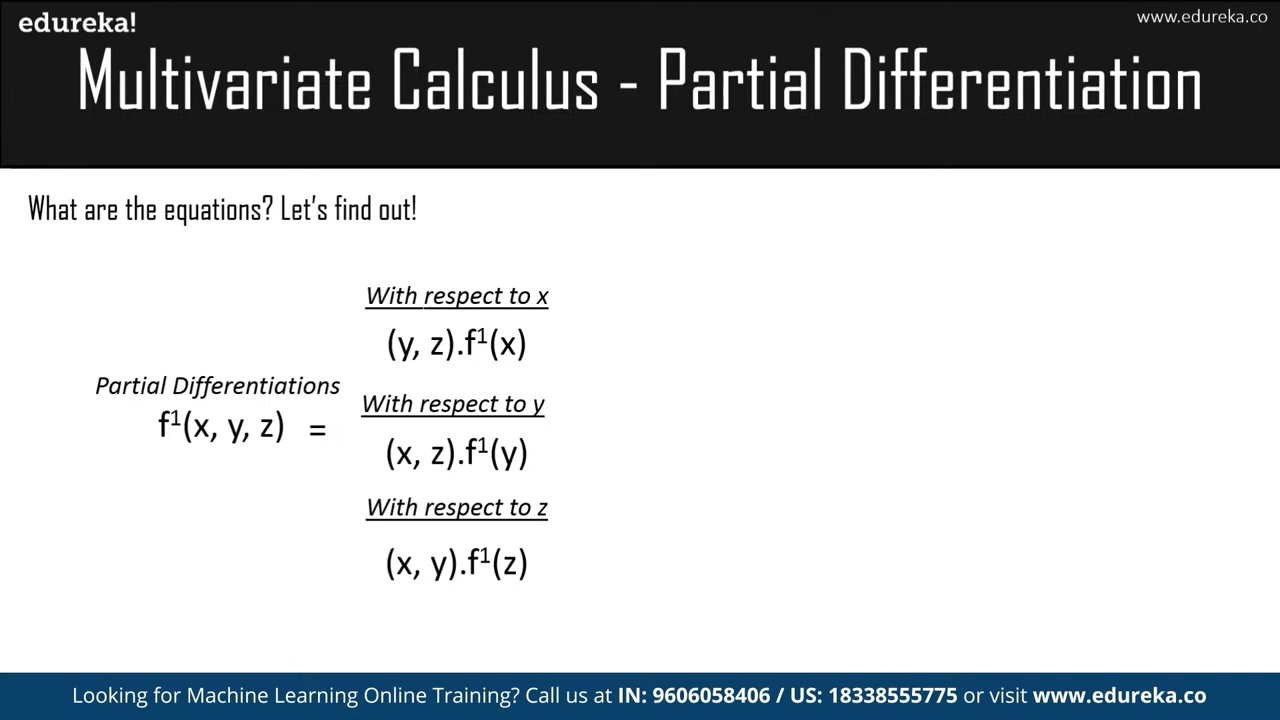 edureka!
www.edureka.co
Multivariate Calculus - Partial Differentiation
What are the equations? Let's find out!
With respect to x
(y, z).f¹(x)
Partial Differentiations
f¹(x, y, z) =
With respect to y
(x, z).f¹(y)
With respect to z
(x, y).f¹(z)
Looking for Machine Learning Online Training? Call us at IN: 9606058406 / US: 18338555775 or visit www.edureka.co